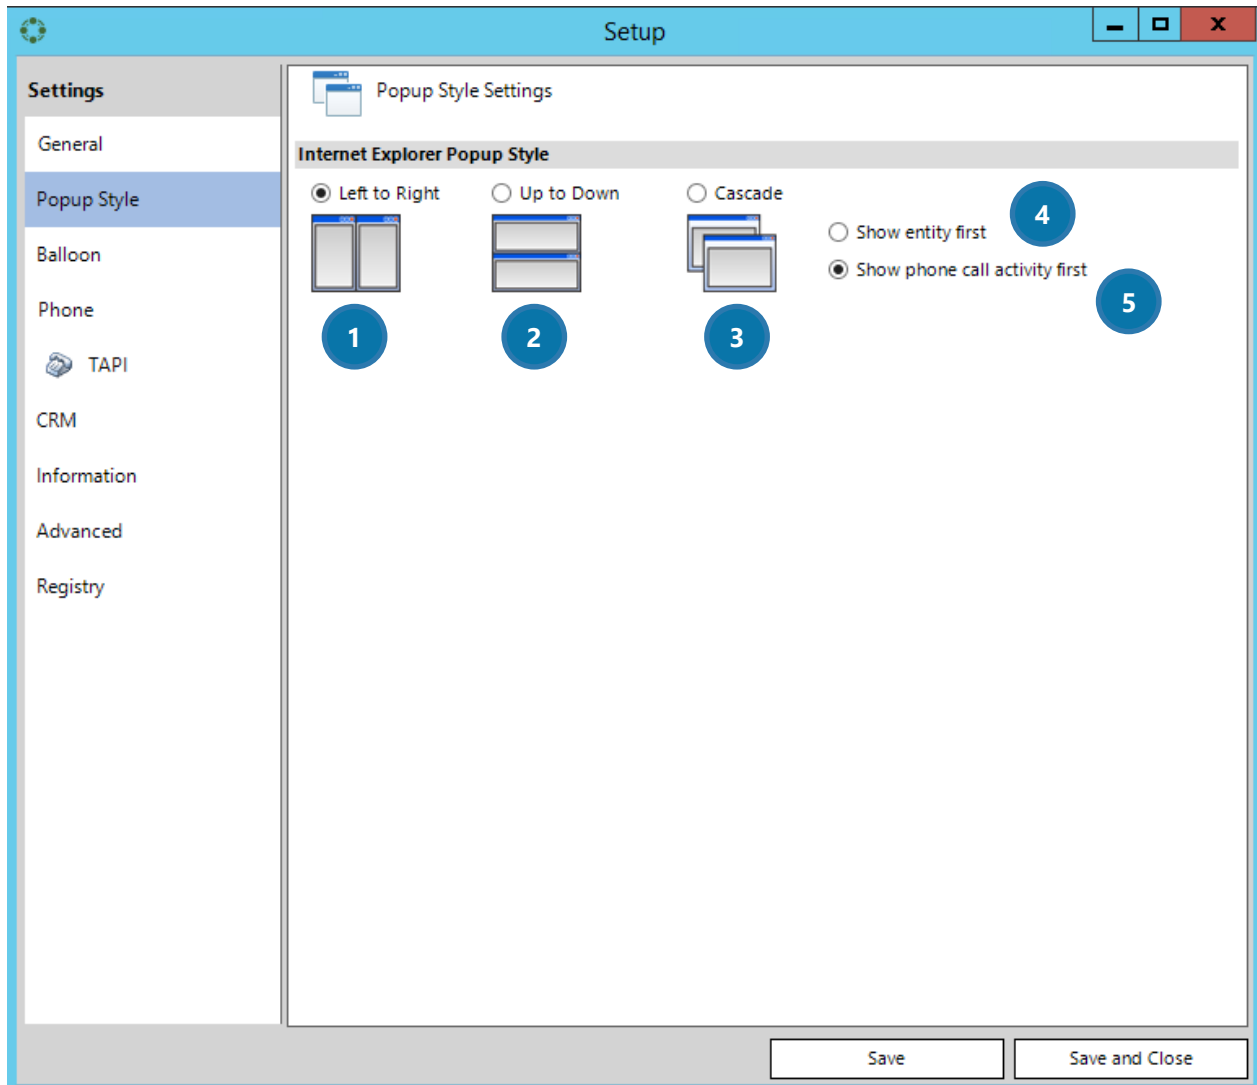 Setup
X
Settings
General
Popup Style
Balloon
Phone
TAPI
CRM
Information
Advanced
Registry
Popup Style Settings
Internet Explorer Popup Style
Left to Right
Up to Down
Cascade
Show entity first
Show phone call activity first
1
2
3
4
5
Save
Save and Close